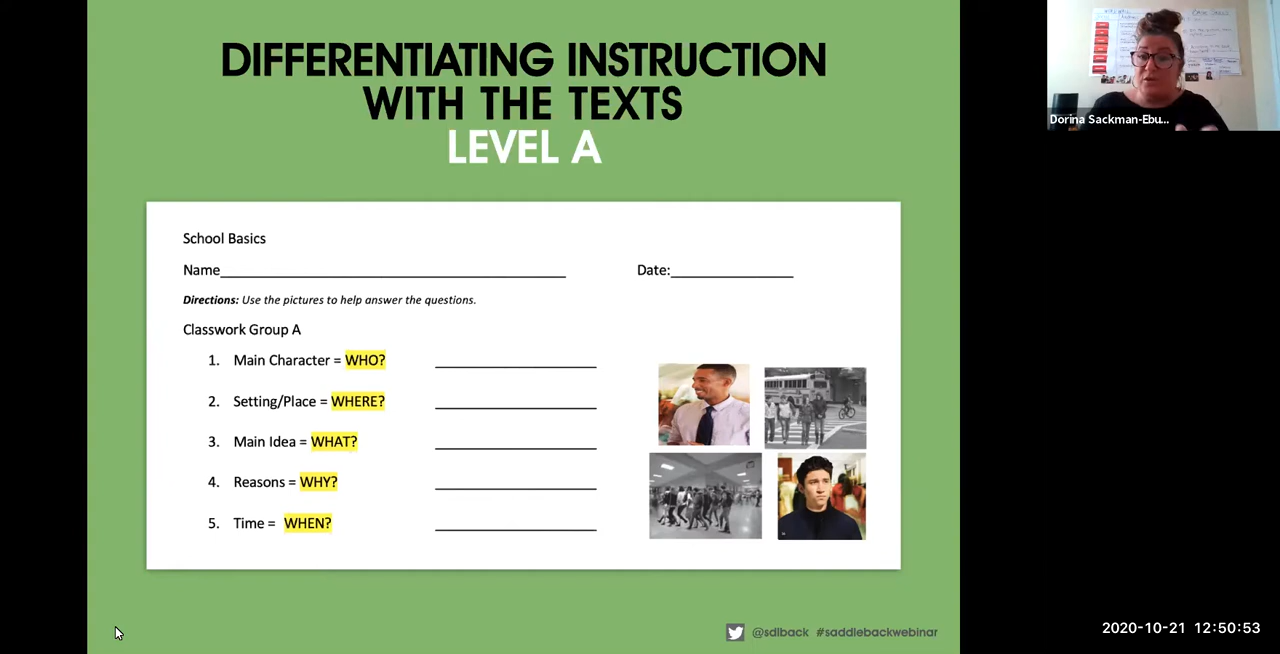 DIFFERENTIATING INSTRUCTION
WITH THE TEXTS
LEVEL A
School Basics
Name
Date:
Directions: Use the pictures to help answer the questions.
Classwork Group A
1. Main Character = WHO?
2. Setting/Place = WHERE?
3. Main Idea = WHAT?
4. Reasons = WHY?
5. Time = WHEN?
@sdlback #saddlebackwebinar
Dorina Sackman-Ebu...
2020-10-21 12:50:53